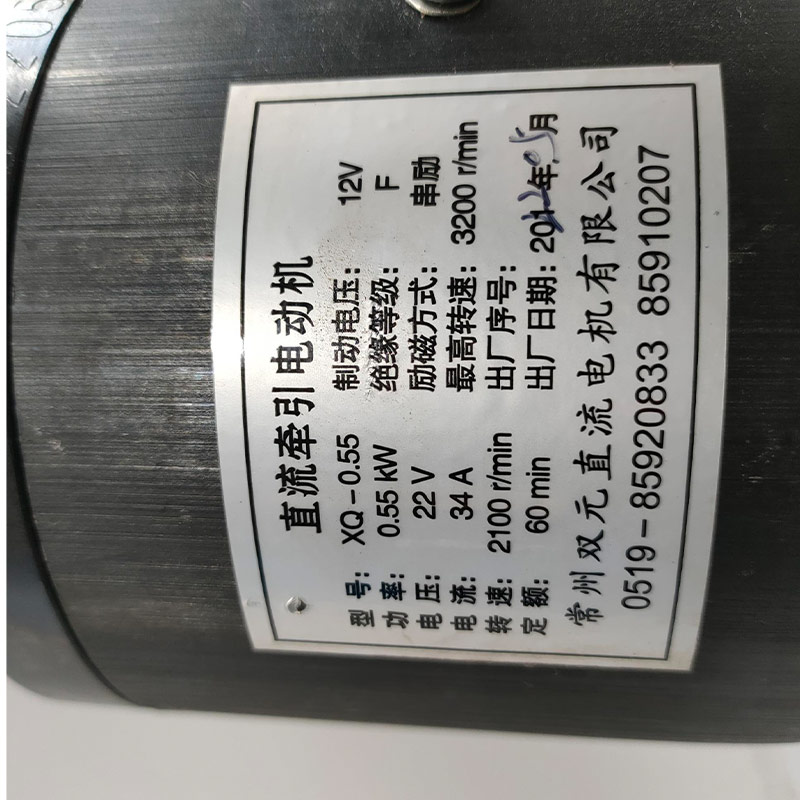 直流牵引电动机
型 号: XQ-0.55 制动电压: 12V
功 率: 0.55 kW 绝缘等级: F
电 压: 22 V 励磁方式: 串励
电 流: 34 A 最高转速: 3200 r/min
转 速: 2100 r/min 出厂序号:
定 额: 60 min 出厂日期: 年05月
常州双元直流电机有限公司
0519-85920833 85910207